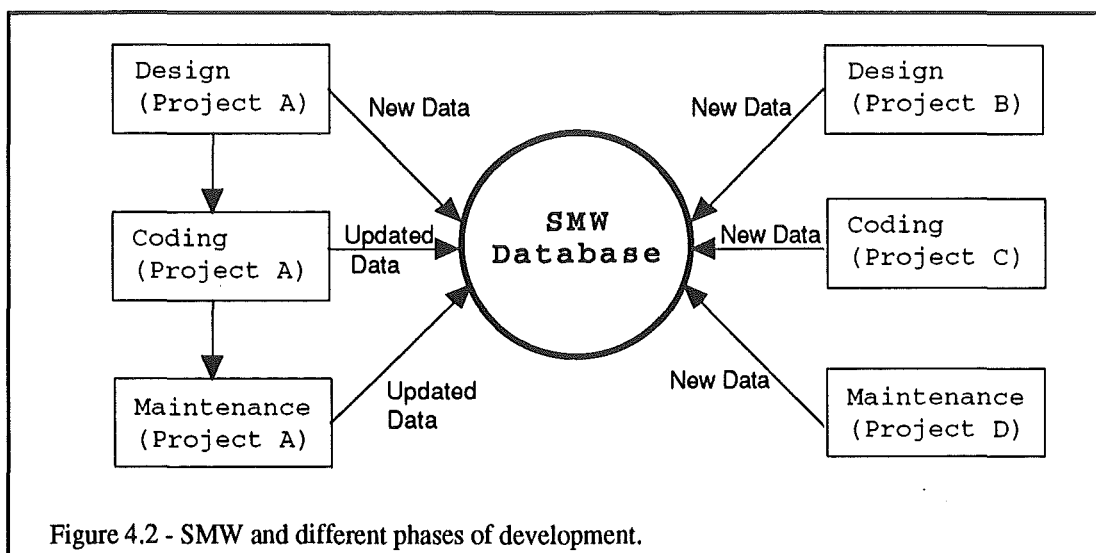 Design
(Project A)
New Data
Coding
(Project A)
Updated
Data
Maintenance
(Project A)
Updated
Data
SMW
Database
Design
(Project B)
New Data
Coding
(Project C)
New Data
Maintenance
(Project D)
New Data
Figure 4.2 - SMW and different phases of development.